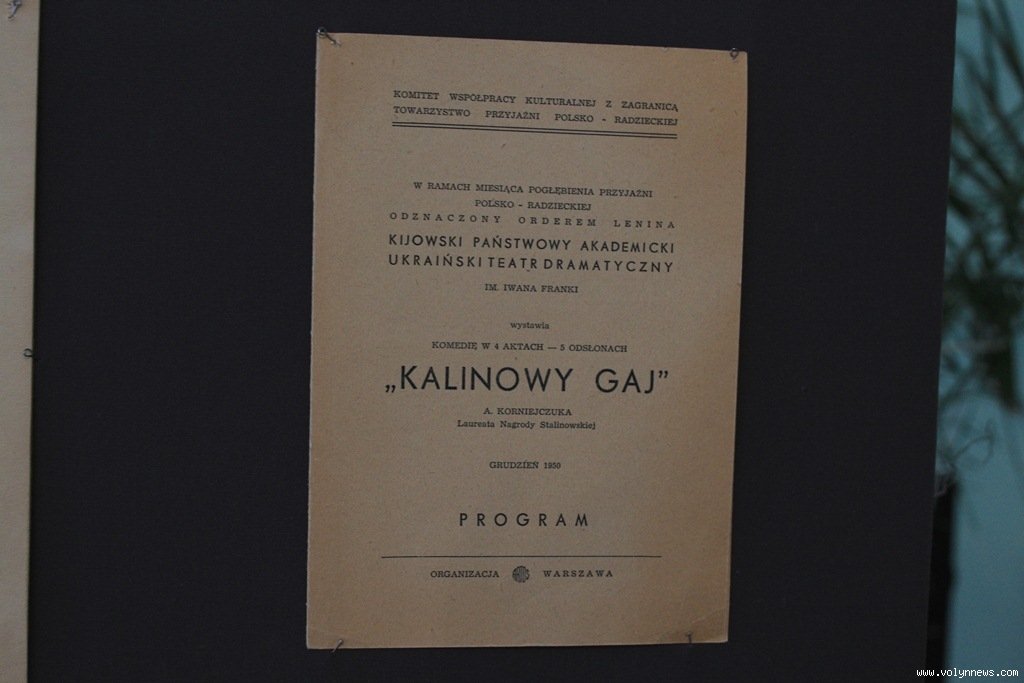 KOMITET WSPÓŁPRACY KULTURALNEJ Z ZAGRANICĄ
TOWARZYSTWO PRZYJAŹNI POLSKO - RADZIECKIEJ
W RAMACH MIESIĄCA POGŁĘBIENIA PRZYJAŹNI
POLSKO - RADZIECKIEJ
ODZNACZONY ORDEREM LENINA
KIJOWSKI PAŃSTWOWY AKADEMICKI
UKRAIŃSKI TEATR DRAMATYCZNY
IM. IWANA FRANKI
wystawia
KOMEDIĘ W 4 AKTACH — 5 ODSŁONACH
„KALINOWY GAJ”
A. KORNIEJCZUKA
Laureata Nagrody Stalinowskiej
GRUDZIEŃ 1950
PROGRAM
ORGANIZACJA WARSZAWA
www.volynnews.com